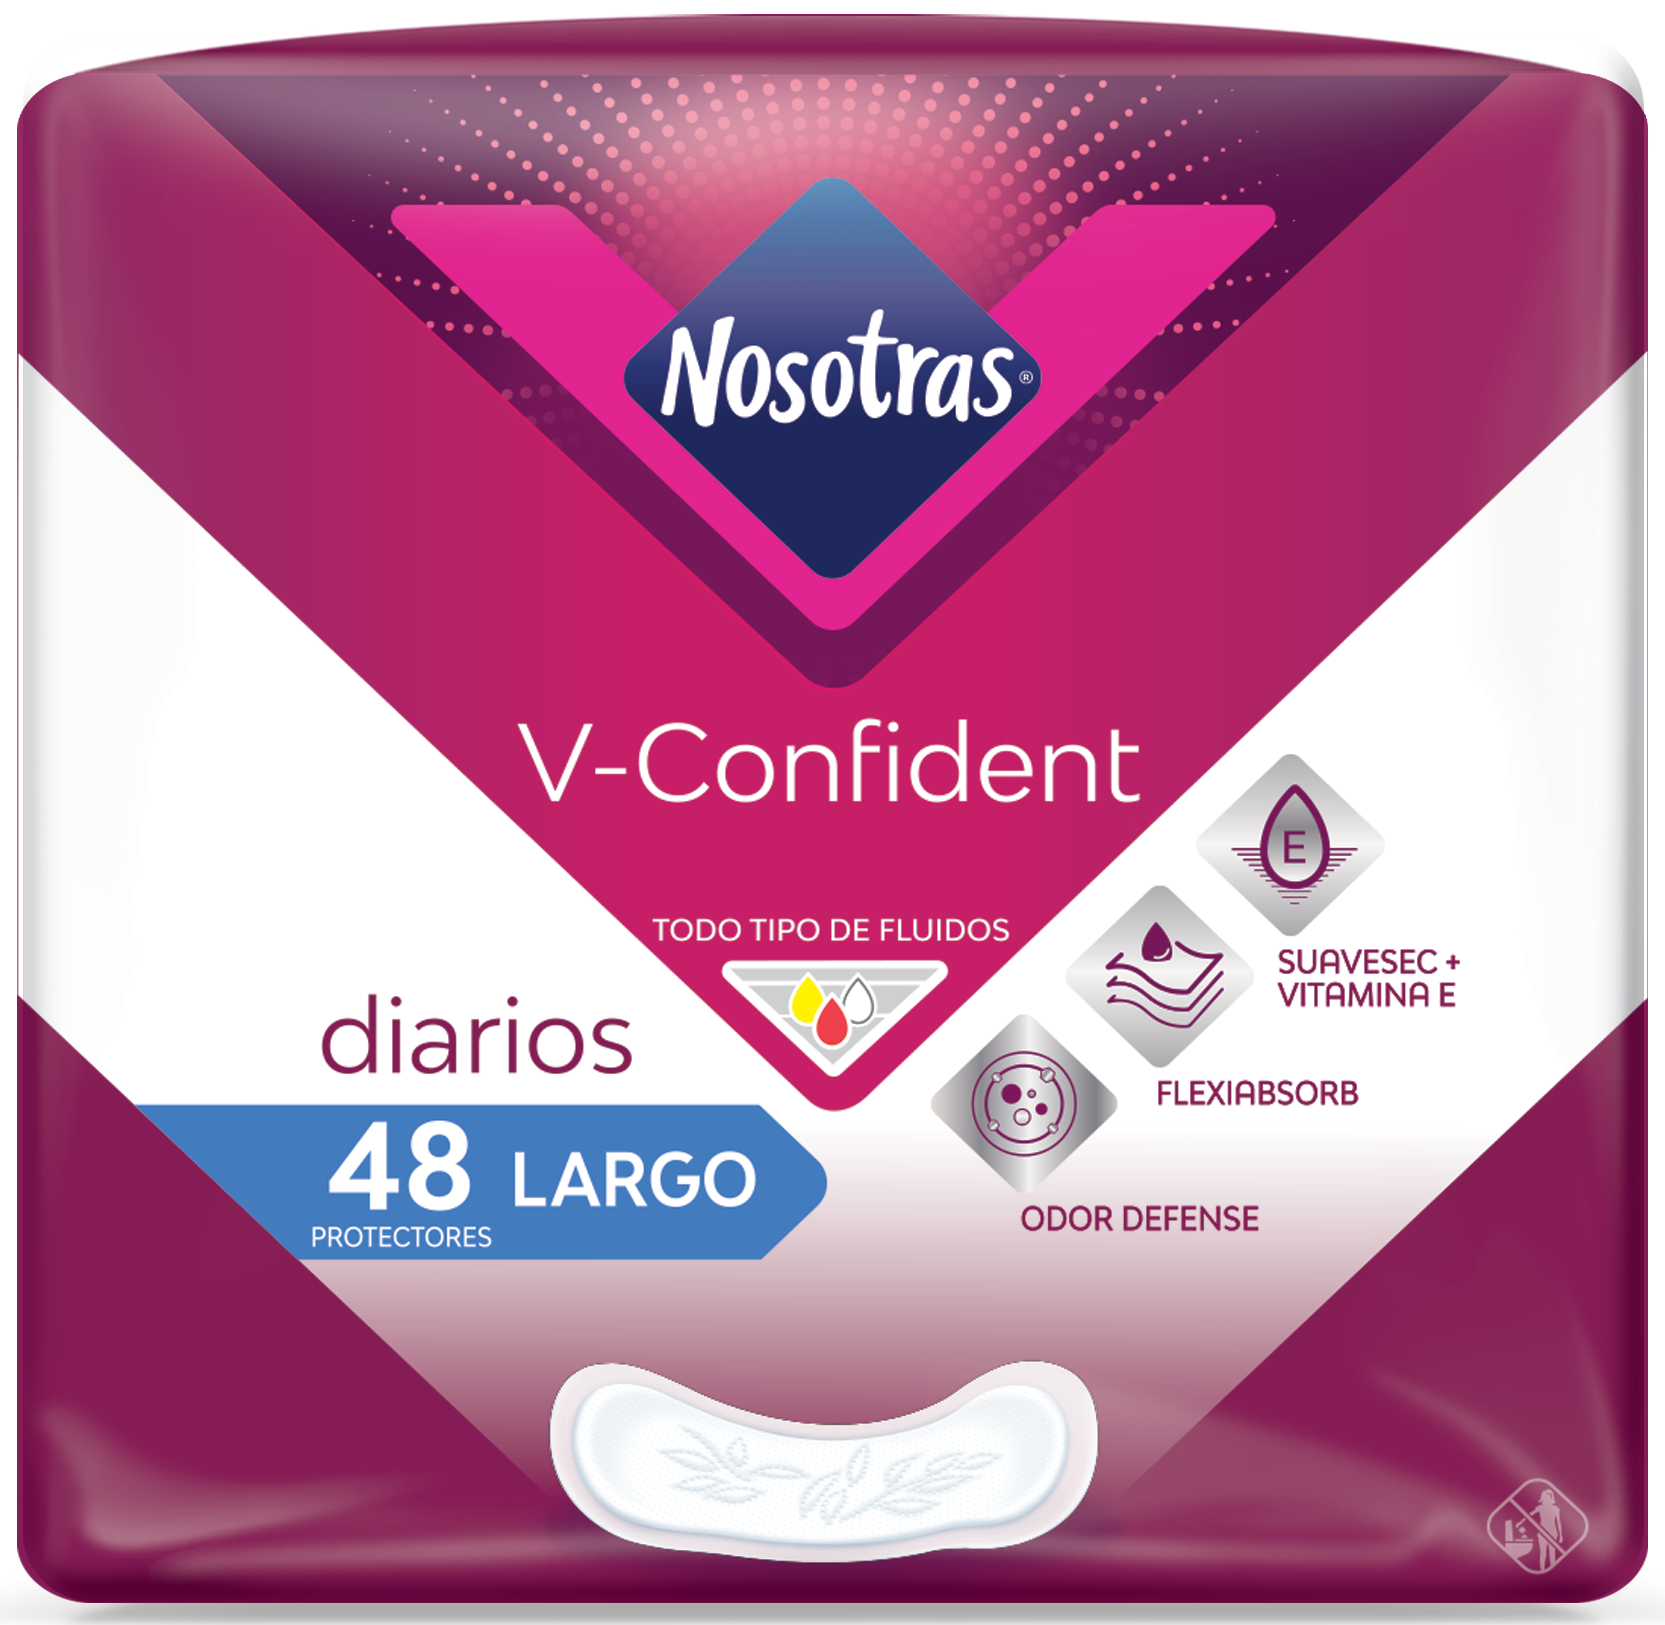 Nosotras®
V-Confident
TODO TIPO DE FLUIDOS
E
SUAVESEC +
VITAMINA E
diarios
FLEXIABSORB
48 LARGO
PROTECTORES
ODOR DEFENSE